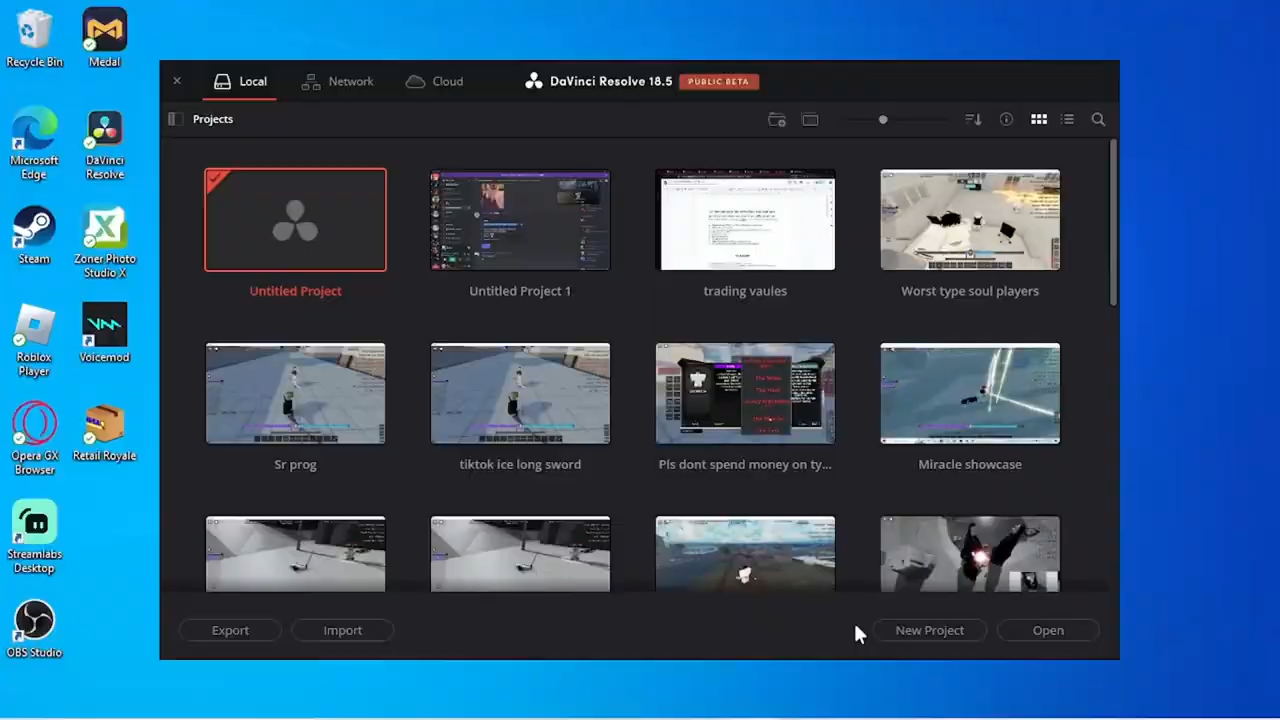 Recycle Bin
Medal
Microsoft
Edge
DaVinci
Resolve
Steam
Zoner Photo
Studio X
Roblox
Player
Voicemod
Opera GX
Browser
Retail Royale
Streamlabs
Desktop
OBS Studio
Local
Network
Cloud
DaVinci Resolve 18.5
PUBLIC BETA
Projects
Untitled Project
Untitled Project 1
trading vaules
Worst type soul players
Sr prog
tiktok ice long sword
Pls dont spend money on ty...
Miracle showcase
Export
Import
New Project
Open